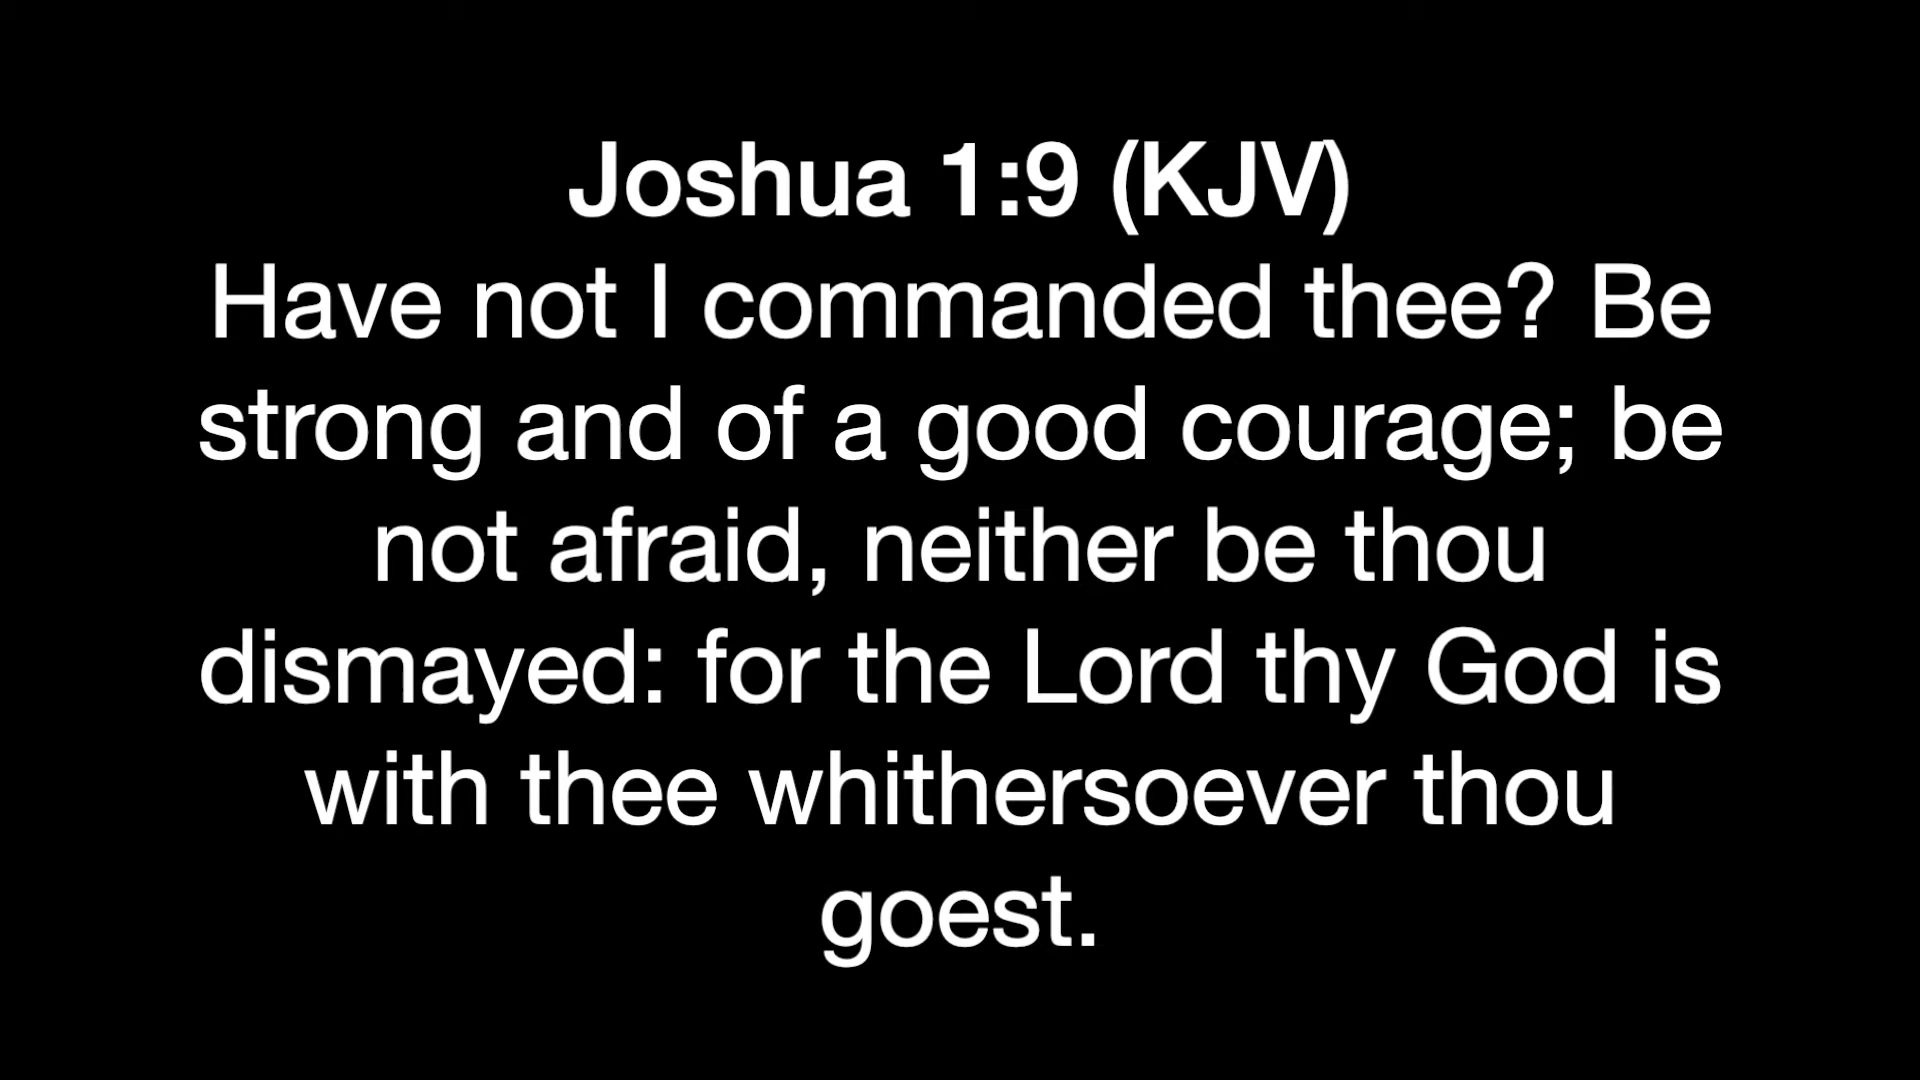 Joshua 1:9 (KJV)
Have not I commanded thee? Be
strong and of a good courage; be
not afraid, neither be thou
dismayed: for the Lord thy God is
with thee whithersoever thou
goest.